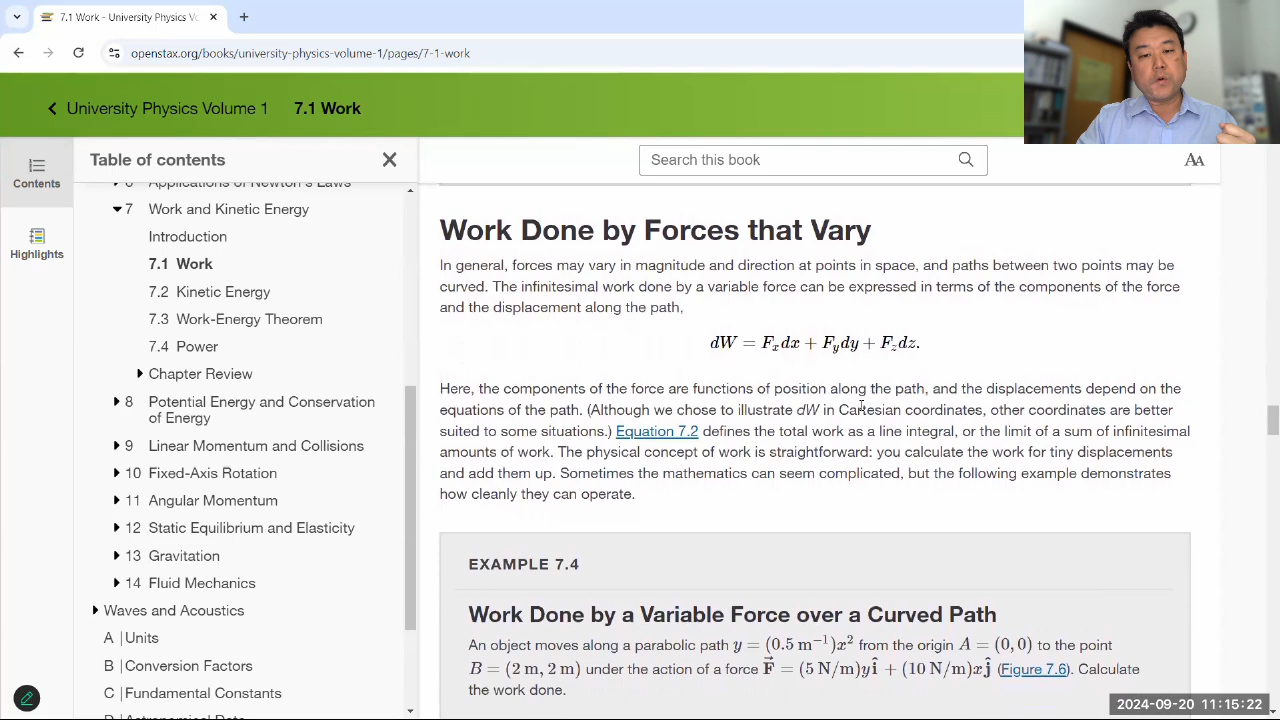 7.1 Work - University Physics Vo
openstax.org/books/university-physics-volume-1/pages/7-1-work
University Physics Volume 1 7.1 Work
Contents
Highlights
Table of contents
6 Applications of Newton's Laws
7 Work and Kinetic Energy
Introduction
7.1 Work
7.2 Kinetic Energy
7.3 Work-Energy Theorem
7.4 Power
Chapter Review
8 Potential Energy and Conservation
of Energy
9 Linear Momentum and Collisions
10 Fixed-Axis Rotation
11 Angular Momentum
12 Static Equilibrium and Elasticity
13 Gravitation
14 Fluid Mechanics
Waves and Acoustics
A | Units
B | Conversion Factors
C | Fundamental Constants
D | Astronomical Data
Search this book
AA
Work Done by Forces that Vary
In general, forces may vary in magnitude and direction at points in space, and paths between two points may be
curved. The infinitesimal work done by a variable force can be expressed in terms of the components of the force
and the displacement along the path,
dW = F_x dx + F_y dy + F_z dz.
Here, the components of the force are functions of position along the path, and the displacements depend on the
equations of the path. (Although we chose to illustrate dW in Cartesian coordinates, other coordinates are better
suited to some situations.) Equation 7.2 defines the total work as a line integral, or the limit of a sum of infinitesimal
amounts of work. The physical concept of work is straightforward: you calculate the work for tiny displacements
and add them up. Sometimes the mathematics can seem complicated, but the following example demonstrates
how cleanly they can operate.
EXAMPLE 7.4
Work Done by a Variable Force over a Curved Path
An object moves along a parabolic path y = (0.5 m⁻¹)x² from the origin A = (0, 0) to the point
B = (2 m, 2 m) under the action of a force F⃗ = (5 N/m)yî + (10 N/m)xĵ (Figure 7.6). Calculate
the work done.
2024-09-20 11:15:22